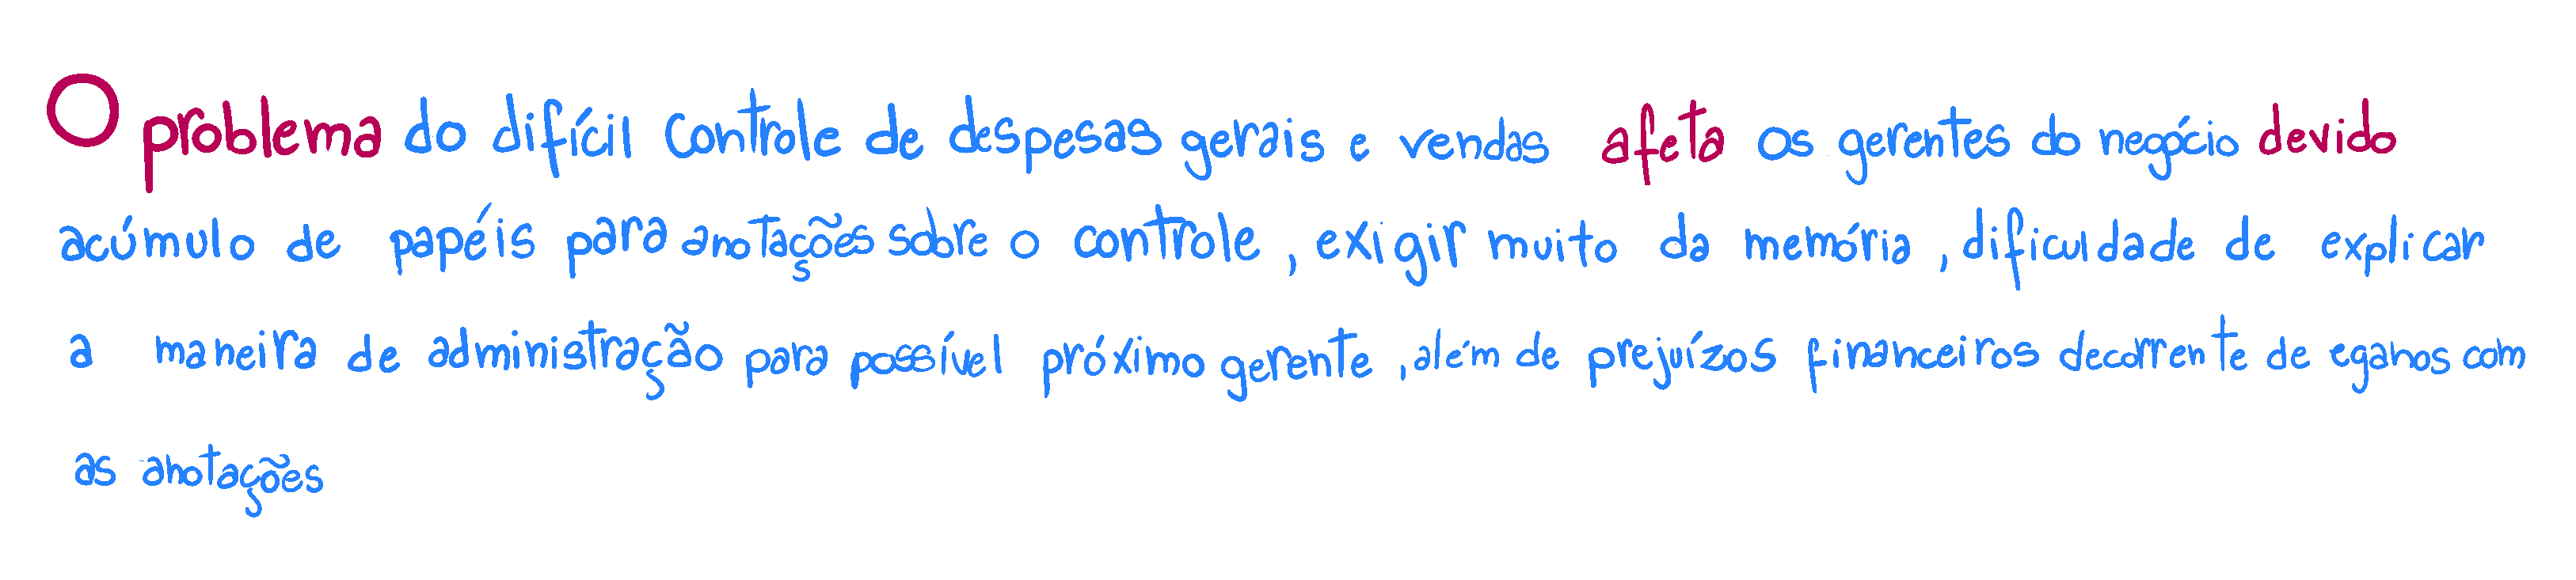 O problema do difícil controle de despesas gerais e vendas afeta os gerentes do negócio devido
acúmulo de papéis para anotações sobre o controle, exigir muito da memória, dificuldade de explicar
a maneira de administração para possível próximo gerente, além de prejuízos financeiros decorrente de eganos com
as anotações